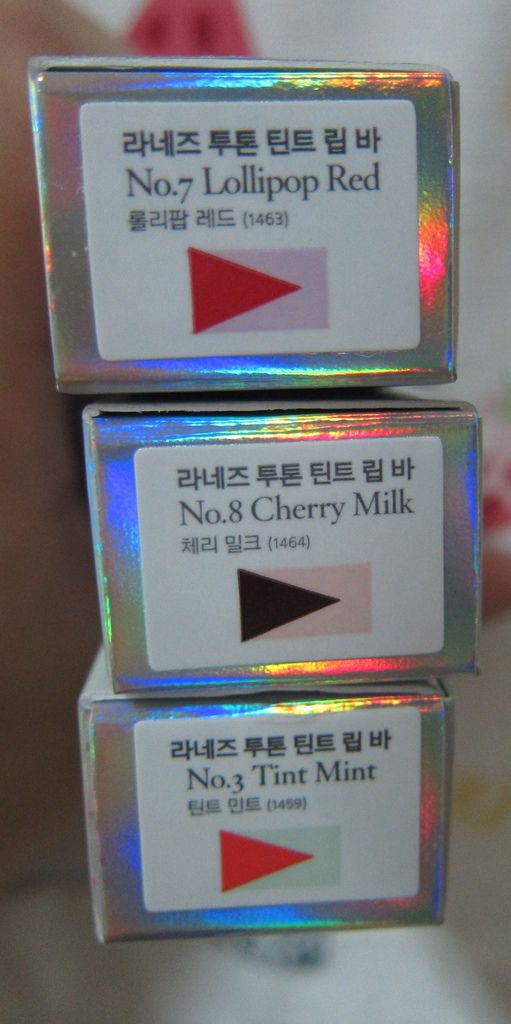 라네즈 투톤 틴트 립 바
No.7 Lollipop Red
롤리팝 레드 (1463)
라네즈 투톤 틴트 립 바
No.8 Cherry Milk
체리 밀크 (1464)
라네즈 투톤 틴트 립 바
No.3 Tint Mint
틴트 민트 (1459)